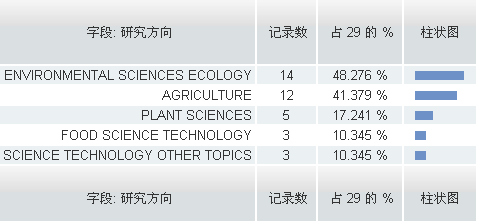 字段: 研究方向 记录数 占 29 的 % 柱状图
ENVIRONMENTAL SCIENCES ECOLOGY 14 48.276 %
AGRICULTURE 12 41.379 %
PLANT SCIENCES 5 17.241 %
FOOD SCIENCE TECHNOLOGY 3 10.345 %
SCIENCE TECHNOLOGY OTHER TOPICS 3 10.345 %
字段: 研究方向 记录数 占 29 的 % 柱状图